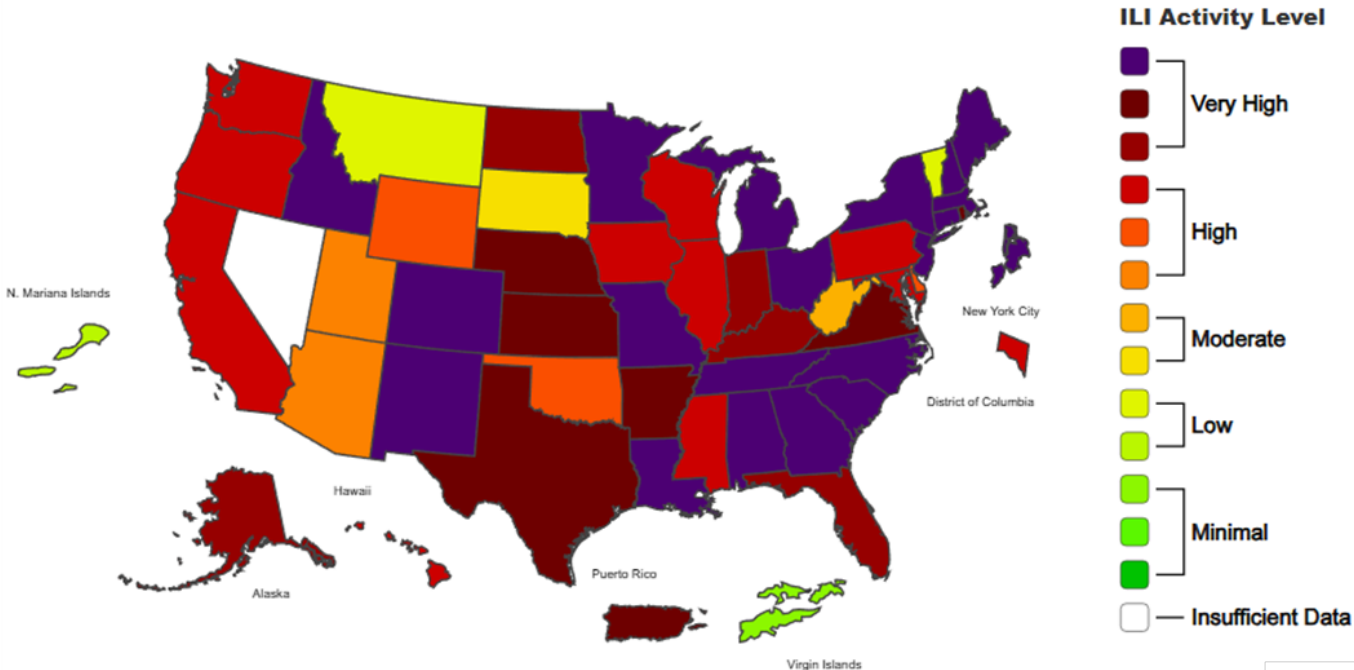 ILI Activity Level
Very High
High
N. Mariana Islands
New York City
Moderate
District of Columbia
Low
Hawaii
Minimal
Puerto Rico
Alaska
Insufficient Data
Virgin Islands